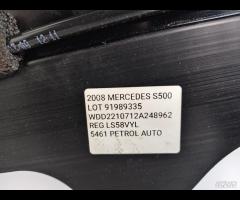 2008 MERCEDES S500
LOT 91989335
WDD2210712A248962
REG LS58VYL
5461 PETROL AUTO